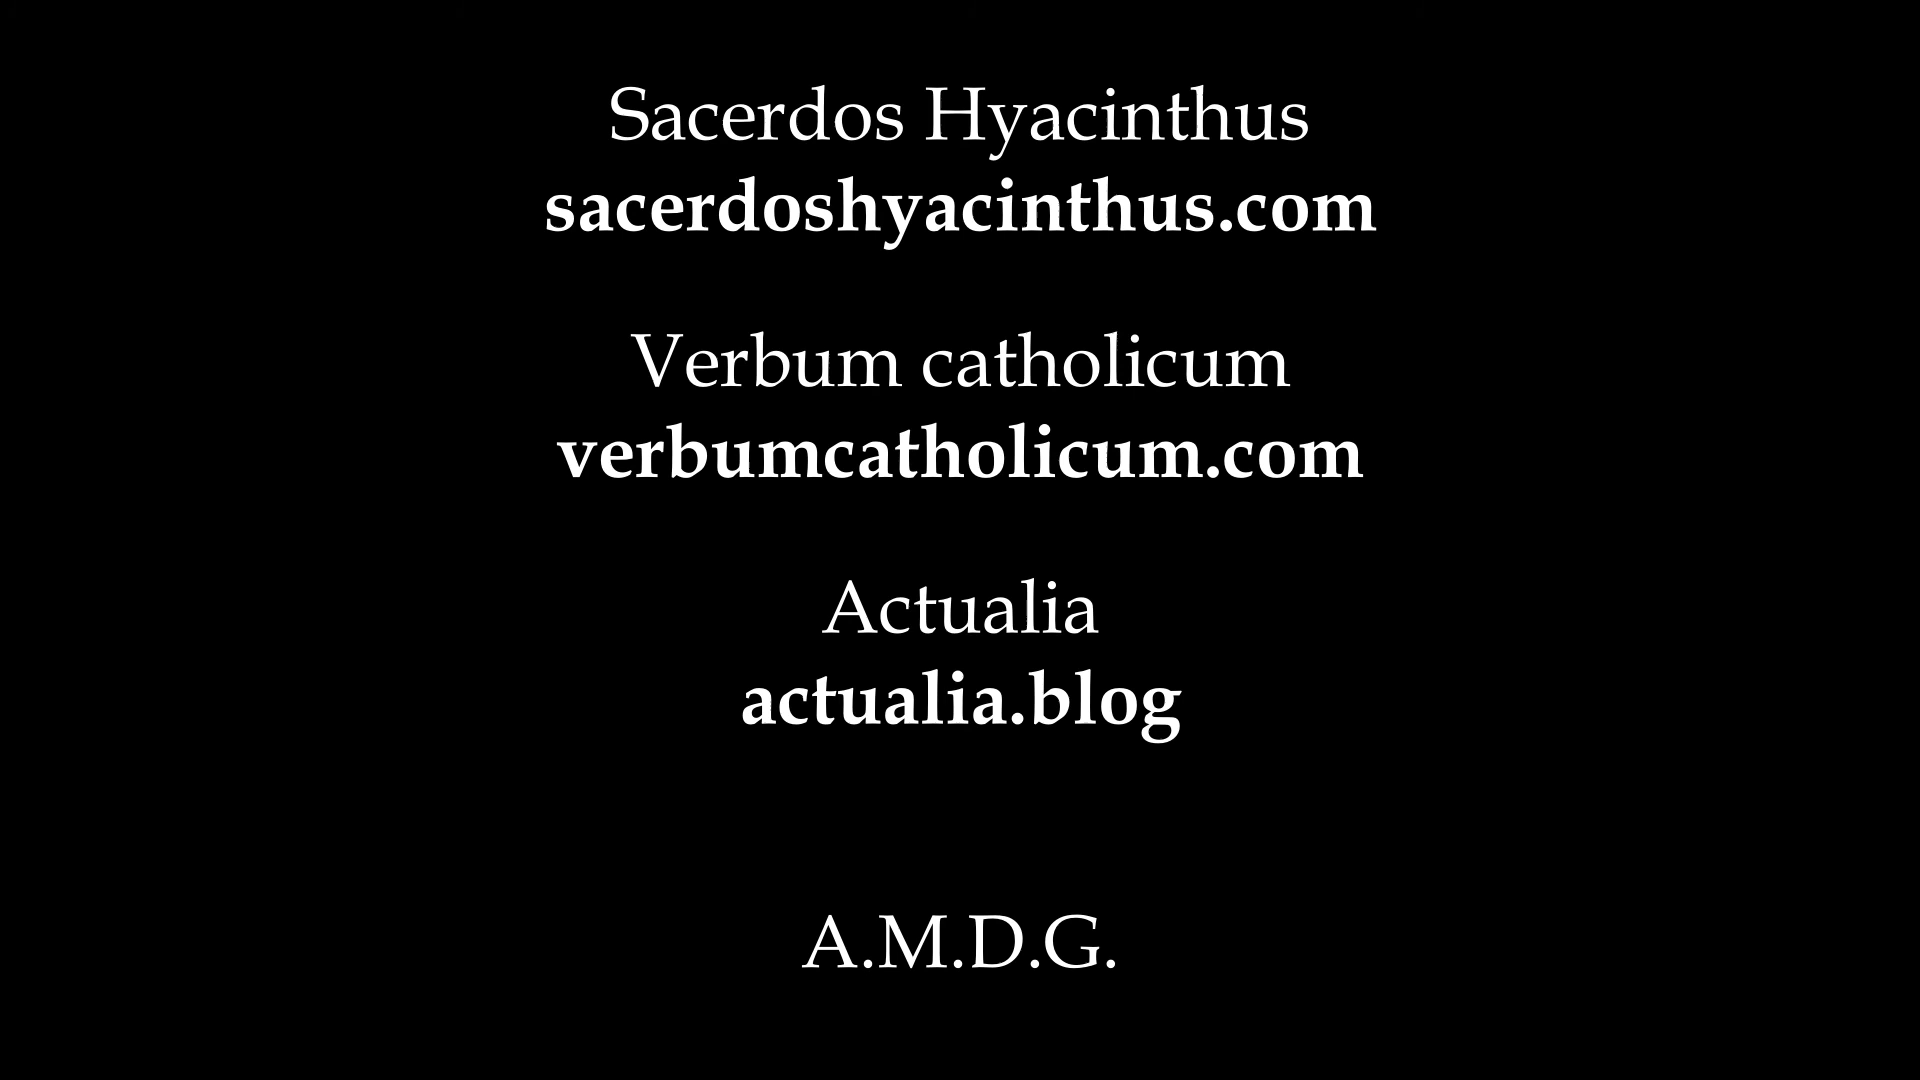 Sacerdos Hyacinthus
sacerdoshyacinthus.com
Verbum catholicum
verbumcatholicum.com
Actualia
actualia.blog
A.M.D.G.